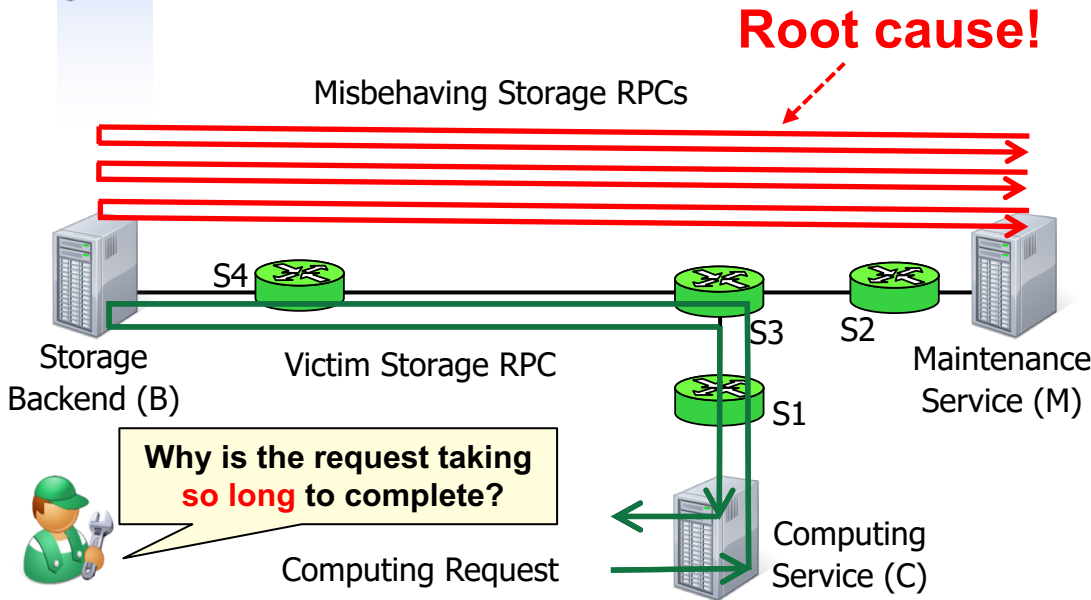 Root cause!
Misbehaving Storage RPCs
S4
S3
S2
Storage
Backend (B)
Victim Storage RPC
Maintenance
Service (M)
S1
Why is the request taking
so long to complete?
Computing
Service (C)
Computing Request